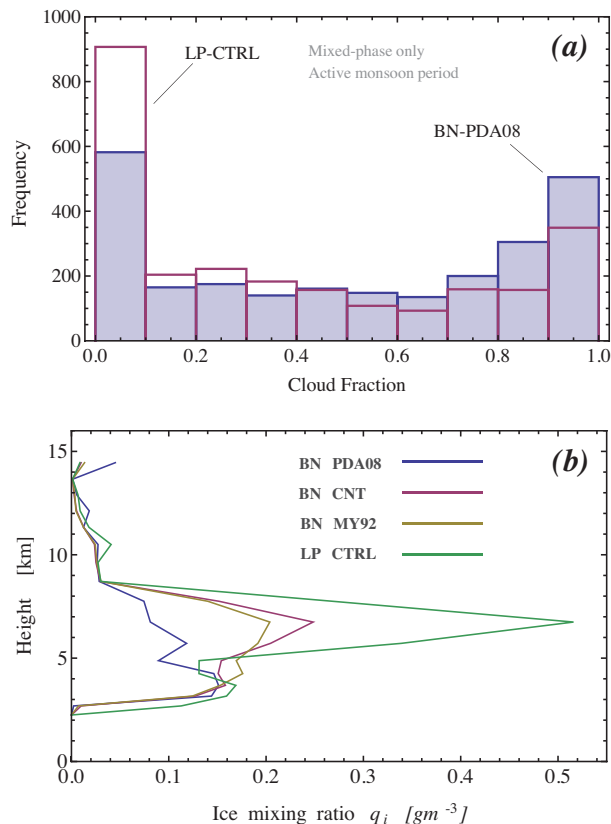 (a)
LP-CTRL
Mixed-phase only
Active monsoon period
BN-PDA08
Frequency
1000
800
600
400
200
0
0.0 0.2 0.4 0.6 0.8 1.0
Cloud Fraction
(b)
BN PDA08
BN CNT
BN MY92
LP CTRL
Height [km]
15
10
5
0
0.0 0.1 0.2 0.3 0.4 0.5
Ice mixing ratio q_i [gm⁻³]